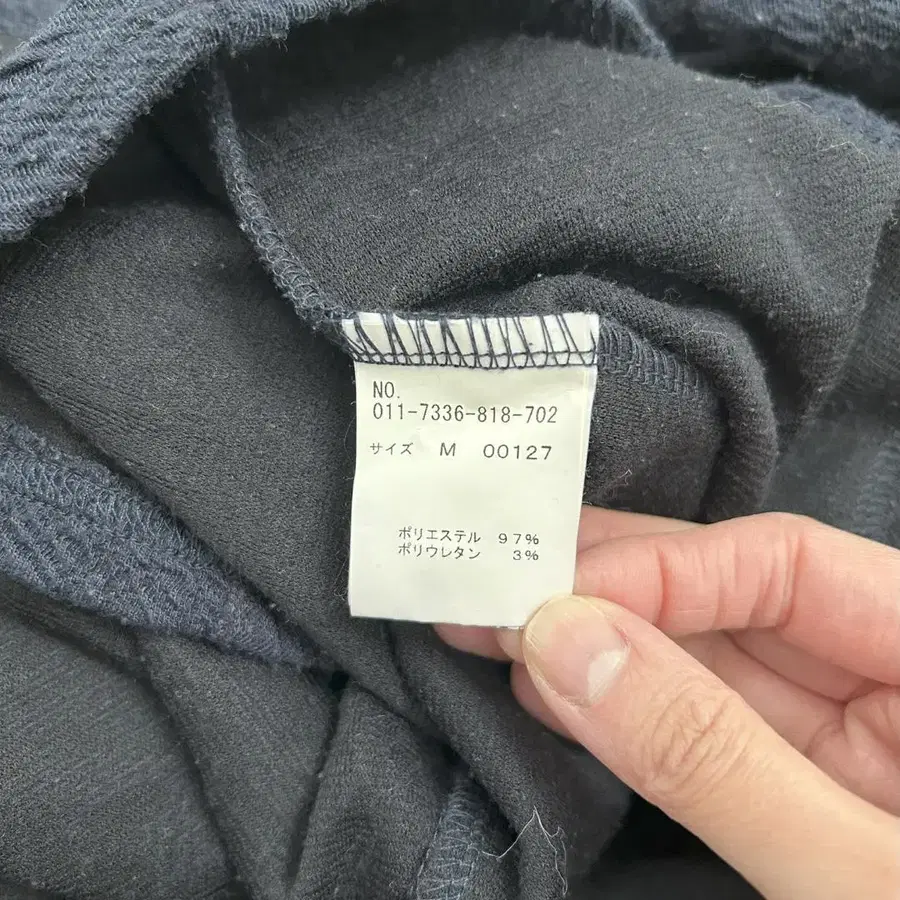 NO.
011-7336-818-702
サイズ M 00127
ポリエステル 97%
ポリウレタン 3%